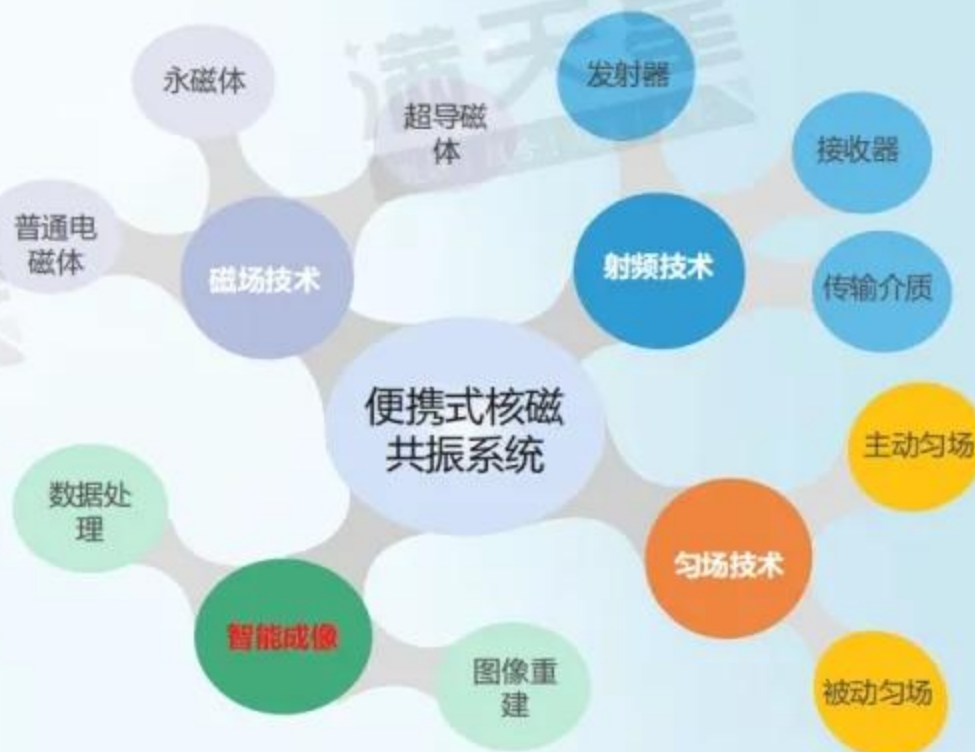 永磁体
超导磁
体
发射器
接收器
普通电
磁体
磁场技术
射频技术
传输介质
便携式核磁
共振系统
主动匀场
数据处
理
匀场技术
智能成像
图像重
建
被动匀场
满天星